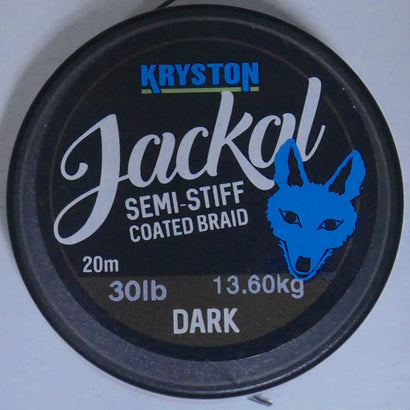 KRYSTON
Jackal
SEMI-STIFF
COATED BRAID
20m
30lb 13.60kg
DARK